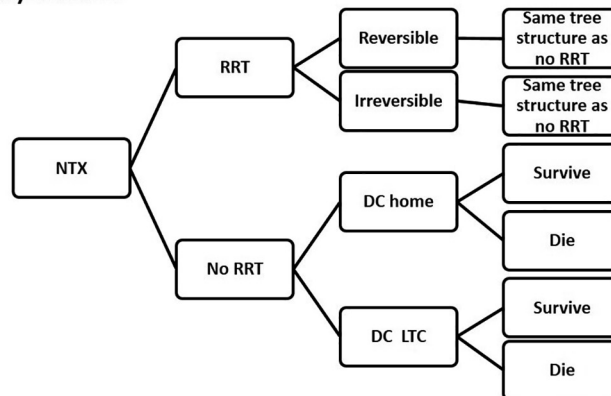 Same tree
structure as
no RRT
Reversible
RRT
Irreversible
Same tree
structure as
no RRT
NTX
Survive
DC home
Die
No RRT
Survive
DC LTC
Die